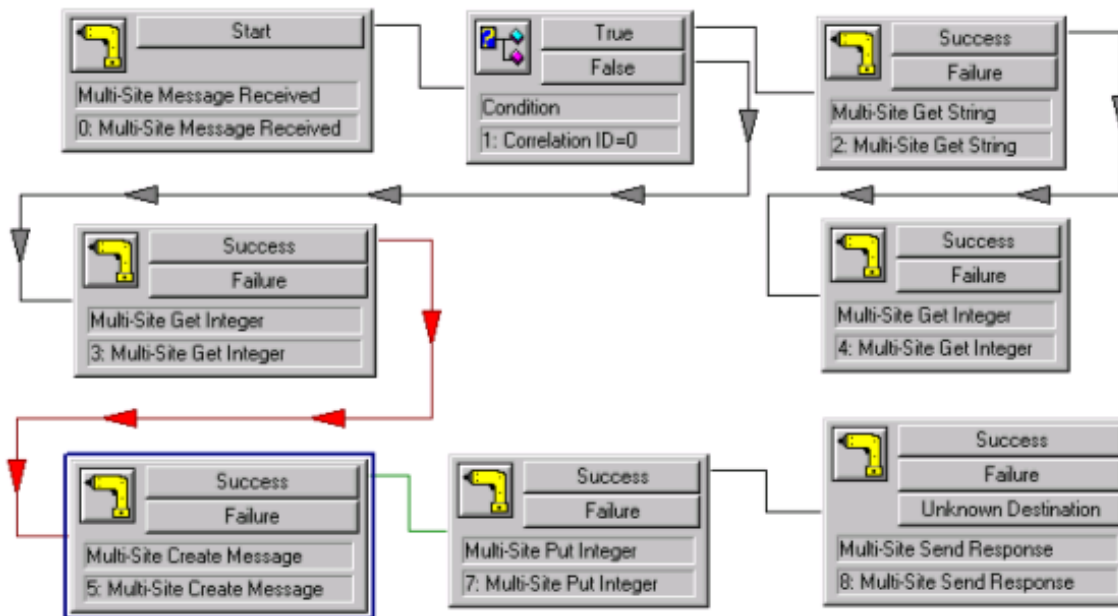 Start
Multi-Site Message Received
0: Multi-Site Message Received
True
False
Condition
1: Correlation ID=0
Success
Failure
Multi-Site Get String
2: Multi-Site Get String
Success
Failure
Multi-Site Get Integer
3: Multi-Site Get Integer
Success
Failure
Multi-Site Get Integer
4: Multi-Site Get Integer
Success
Failure
Multi-Site Create Message
5: Multi-Site Create Message
Success
Failure
Multi-Site Put Integer
7: Multi-Site Put Integer
Success
Failure
Unknown Destination
Multi-Site Send Response
8: Multi-Site Send Response